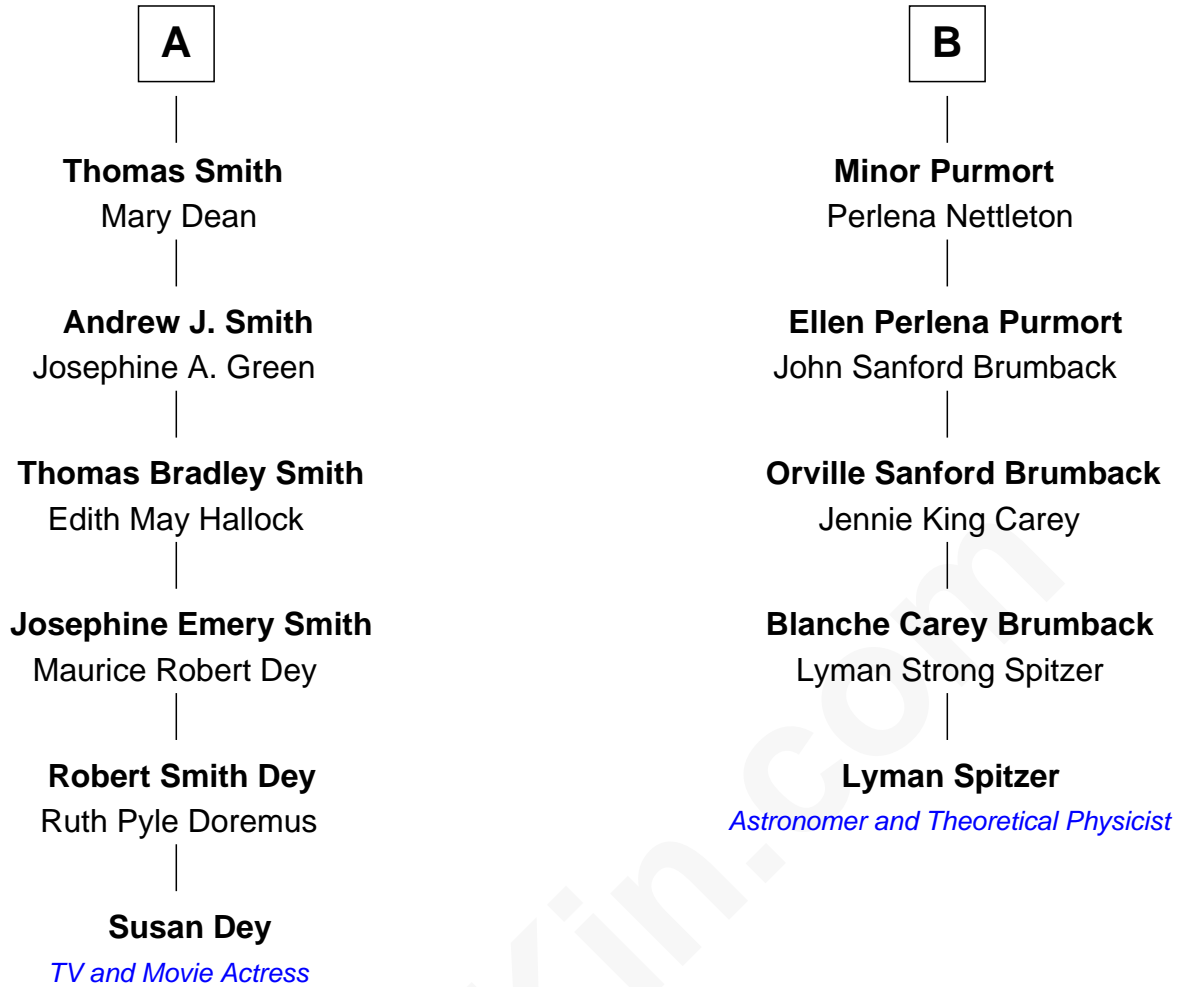 A
Thomas Smith
Mary Dean
Andrew J. Smith
Josephine A. Green
Thomas Bradley Smith
Edith May Hallock
Josephine Emery Smith
Maurice Robert Dey
Robert Smith Dey
Ruth Pyle Doremus
Susan Dey
TV and Movie Actress
B
Minor Purmort
Perlena Nettleton
Ellen Perlena Purmort
John Sanford Brumback
Orville Sanford Brumback
Jennie King Carey
Blanche Carey Brumback
Lyman Strong Spitzer
Lyman Spitzer
Astronomer and Theoretical Physicist